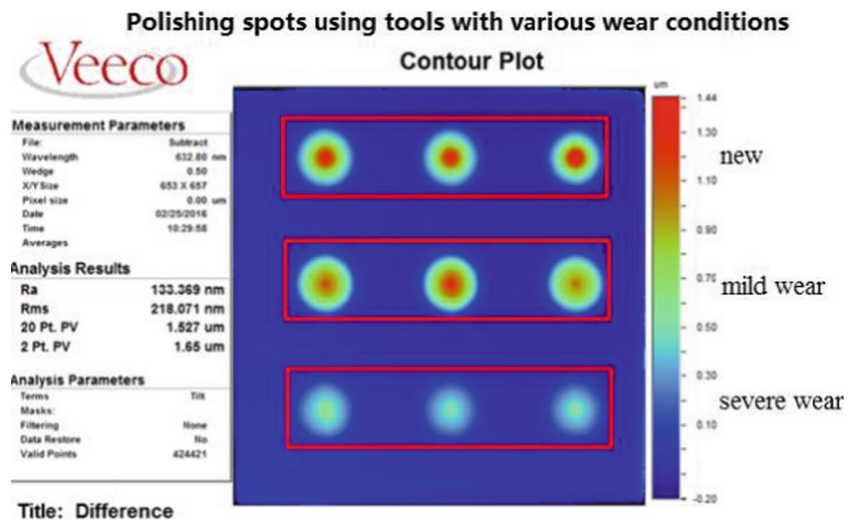 Polishing spots using tools with various wear conditions
Veeco
Contour Plot
Measurement Parameters
File: Subtract
Wavelength 632.80 nm
Wedge 0.50
X/Y Size 653 X 657
Pixel size 0.00 um
Date 02/25/2016
Time 10:29:58
Averages
Analysis Results
Ra 133.369 nm
Rms 218.071 nm
20 Pt. PV 1.527 um
2 Pt. PV 1.65 um
Analysis Parameters
Terms Tilt
Masks:
Filtering None
Data Restore No
Valid Points 424421
Title: Difference
um
1.44
1.30
1.10
0.90
0.70
0.50
0.30
0.10
-0.20
new
mild wear
severe wear